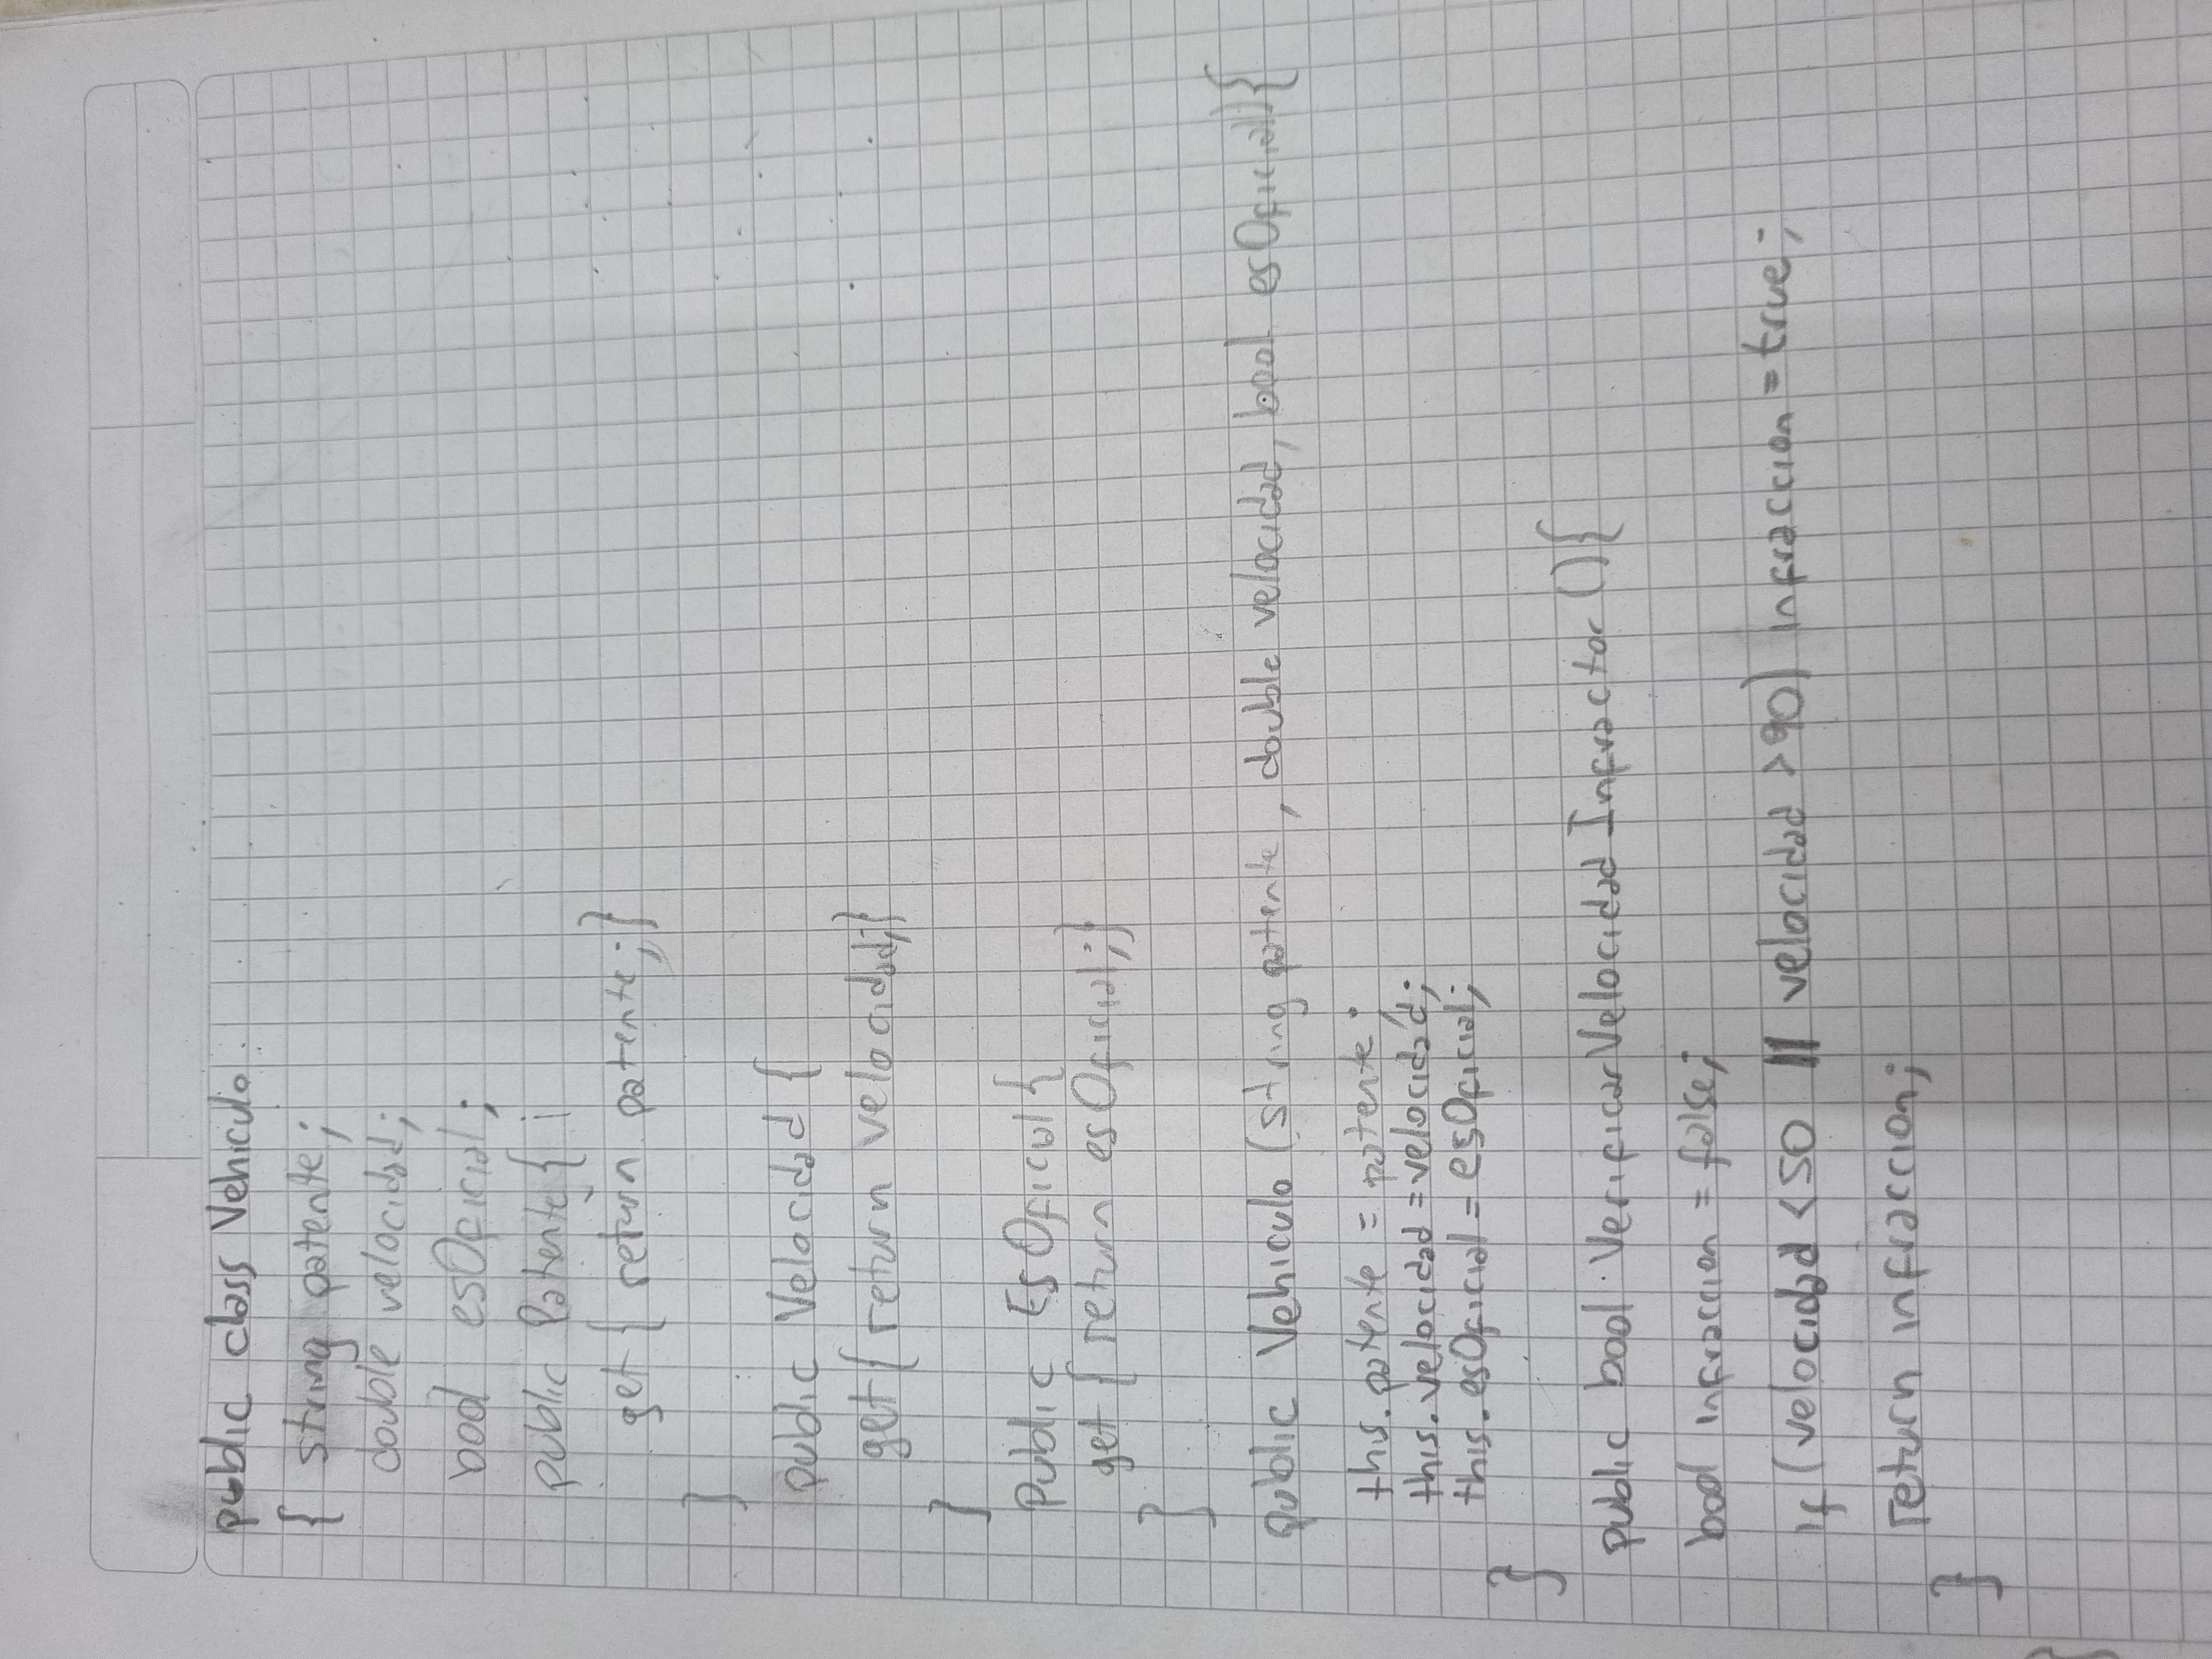 public class Vehiculo
{ string patente;
double velocidad;
bool esOficial;
public Patente {
get { return patente; }
}
public Velocidad {
get { return velocidad; }
}
Public EsOficial {
get { return esOficial; }
}
public Vehiculo (string patente, double velocidad, bool esOficial) {
this.patente = patente;
this.velocidad = velocidad;
this.esOficial = esOficial;
}
public bool VerificarVelocidadInfractor () {
bool infraccion = false;
if (velocidad < 50 || velocidad > 90) infraccion = true;
return infraccion;
}
}